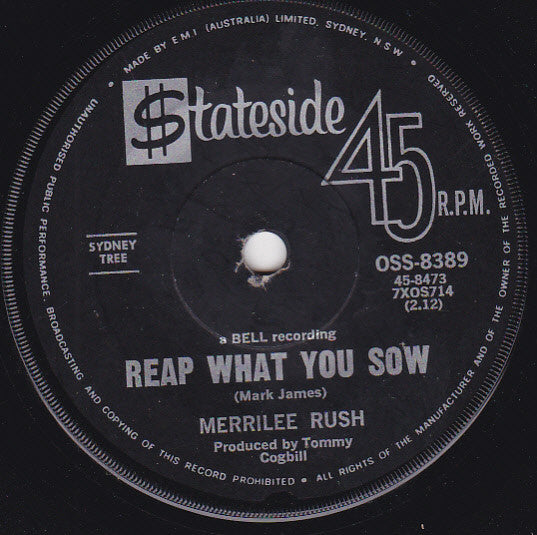 • MADE BY E M I (AUSTRALIA) LIMITED, SYDNEY, N.S.W. •
$tateside
45 R.P.M.
SYDNEY
TREE
OSS-8389
45-8473
7XOS714
(2.12)
a BELL recording
REAP WHAT YOU SOW
(Mark James)
MERRILEE RUSH
Produced by Tommy
Cogbill
UNAUTHORISED PUBLIC PERFORMANCE, BROADCASTING AND COPYING OF THIS RECORD PROHIBITED • ALL RIGHTS OF THE MANUFACTURER AND OF THE OWNER OF THE RECORDED WORK RESERVED